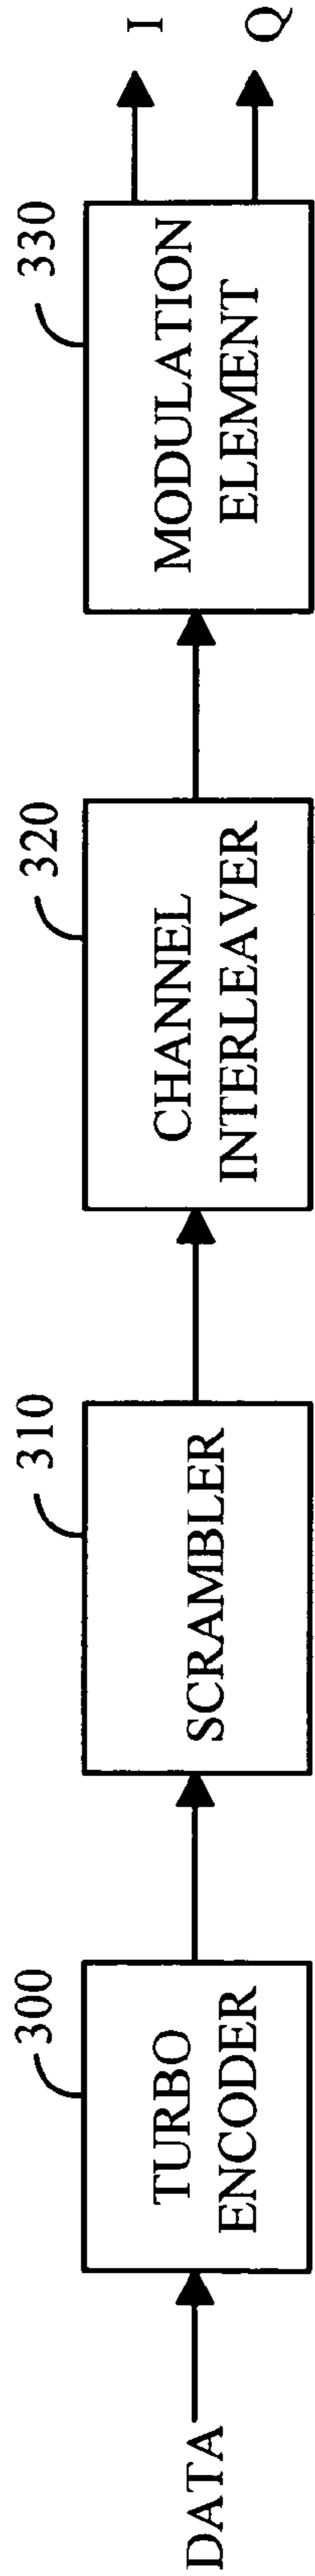 DATA
300
TURBO
ENCODER
310
SCRAMBLER
320
CHANNEL
INTERLEAVER
330
MODULATION
ELEMENT
I
Q